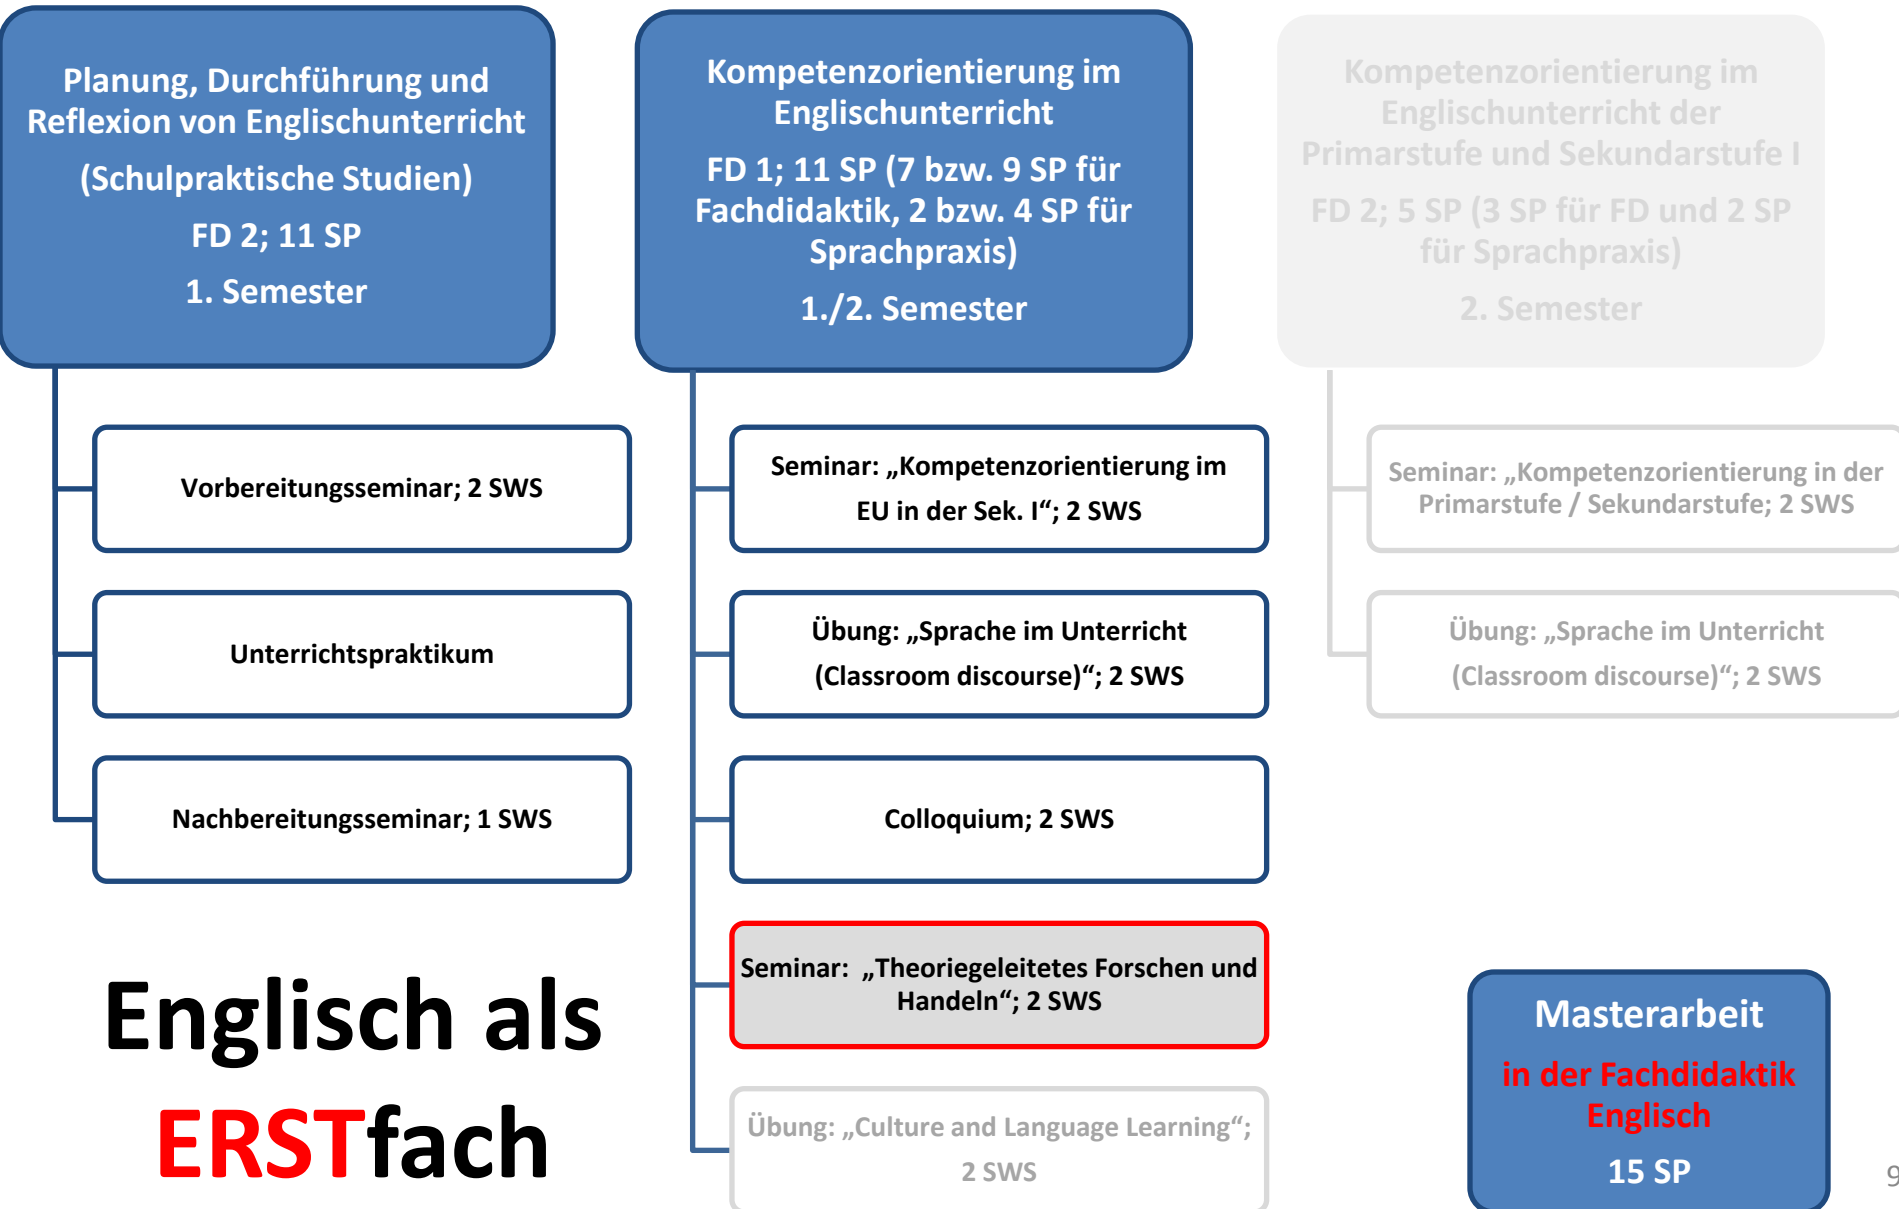 Planung, Durchführung und
Reflexion von Englischunterricht
(Schulpraktische Studien)
FD 2; 11 SP
1. Semester
Vorbereitungsseminar; 2 SWS
Unterrichtspraktikum
Nachbereitungsseminar; 1 SWS
Kompetenzorientierung im
Englischunterricht
FD 1; 11 SP (7 bzw. 9 SP für
Fachdidaktik, 2 bzw. 4 SP für
Sprachpraxis)
1./2. Semester
Seminar: „Kompetenzorientierung im
EU in der Sek. I“; 2 SWS
Übung: „Sprache im Unterricht
(Classroom discourse)“; 2 SWS
Colloquium; 2 SWS
Seminar: „Theoriegeleitetes Forschen und
Handeln“; 2 SWS
Übung: „Culture and Language Learning“;
2 SWS
Kompetenzorientierung im
Englischunterricht der
Primarstufe und Sekundarstufe I
FD 2; 5 SP (3 SP für FD und 2 SP
für Sprachpraxis)
2. Semester
Seminar: „Kompetenzorientierung in der
Primarstufe / Sekundarstufe; 2 SWS
Übung: „Sprache im Unterricht
(Classroom discourse)“; 2 SWS
Englisch als
ERSTfach
Masterarbeit
in der Fachdidaktik
Englisch
15 SP
9